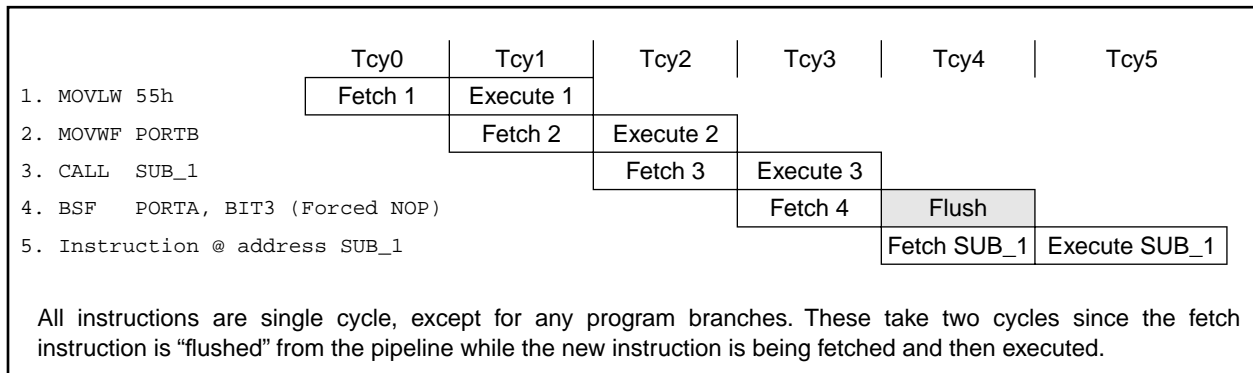 Tcy0 Tcy1 Tcy2 Tcy3 Tcy4 Tcy5
1. MOVLW 55h Fetch 1 Execute 1
2. MOVWF PORTB Fetch 2 Execute 2
3. CALL SUB_1 Fetch 3 Execute 3
4. BSF PORTA, BIT3 (Forced NOP) Fetch 4 Flush
5. Instruction @ address SUB_1 Fetch SUB_1 Execute SUB_1
All instructions are single cycle, except for any program branches. These take two cycles since the fetch
instruction is “flushed” from the pipeline while the new instruction is being fetched and then executed.